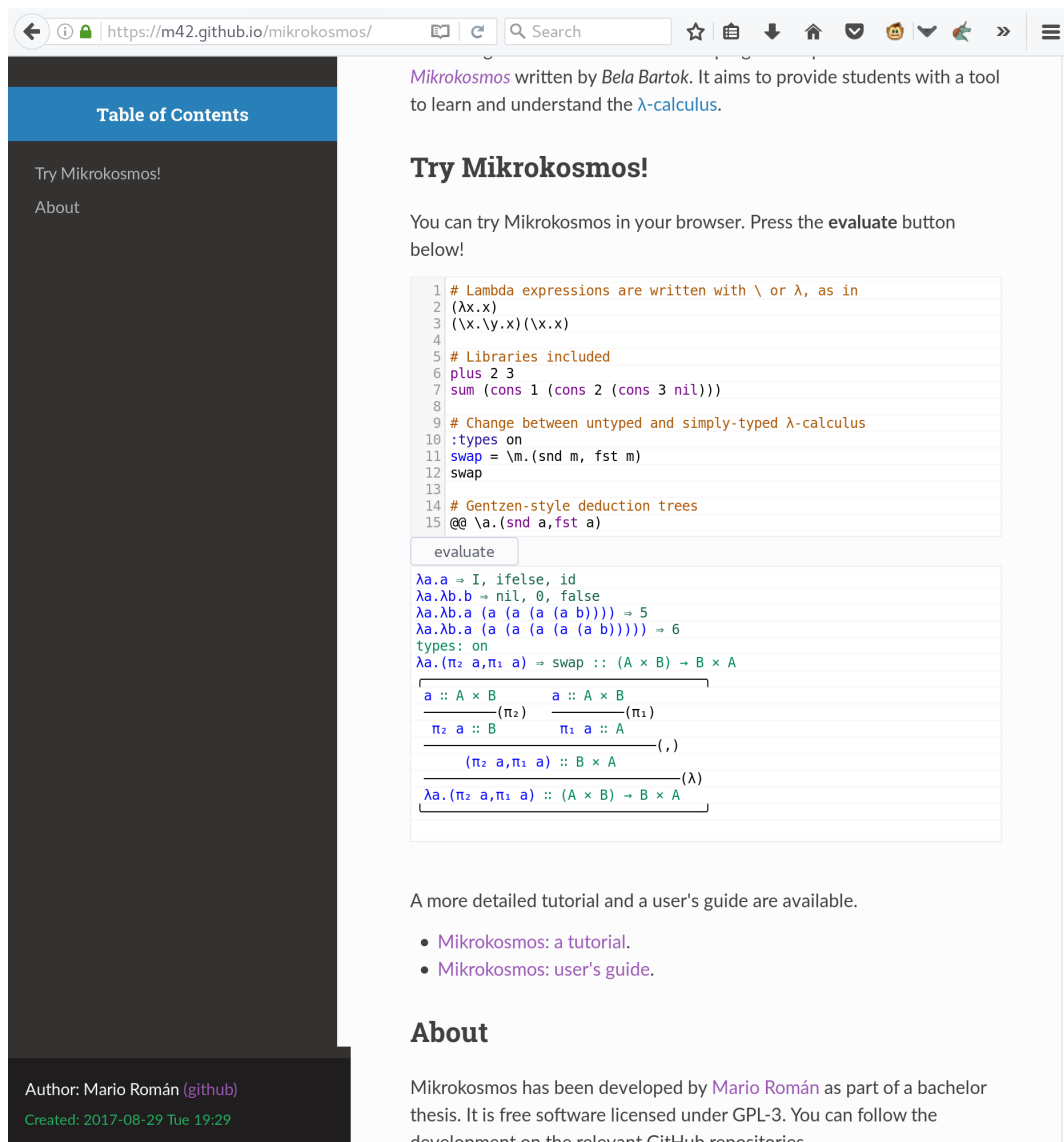 https://m42.github.io/mikrokosmos/
Search
Table of Contents
Try Mikrokosmos!
About
Mikrokosmos written by Bela Bartok. It aims to provide students with a tool
to learn and understand the λ-calculus.
Try Mikrokosmos!
You can try Mikrokosmos in your browser. Press the evaluate button
below!
1 # Lambda expressions are written with \ or λ, as in
2 (λx.x)
3 (\x.\y.x)(\x.x)
4
5 # Libraries included
6 plus 2 3
7 sum (cons 1 (cons 2 (cons 3 nil)))
8
9 # Change between untyped and simply-typed λ-calculus
10 :types on
11 swap = \m.(snd m, fst m)
12 swap
13
14 # Gentzen-style deduction trees
15 @@ \a.(snd a,fst a)
evaluate
λa.a ⇒ I, ifelse, id
λa.λb.b ⇒ nil, 0, false
λa.λb.a (a (a (a (a b)))) ⇒ 5
λa.λb.a (a (a (a (a (a b))))) ⇒ 6
types: on
λa.(π₂ a,π₁ a) ⇒ swap :: (A × B) → B × A
a :: A × B a :: A × B
(π₂) (π₁)
π₂ a :: B π₁ a :: A
(,)
(π₂ a,π₁ a) :: B × A
(λ)
λa.(π₂ a,π₁ a) :: (A × B) → B × A
A more detailed tutorial and a user's guide are available.
• Mikrokosmos: a tutorial.
• Mikrokosmos: user's guide.
About
Mikrokosmos has been developed by Mario Román as part of a bachelor
thesis. It is free software licensed under GPL-3. You can follow the
development on the relevant GitHub repositories.
Author: Mario Román (github)
Created: 2017-08-29 Tue 19:29